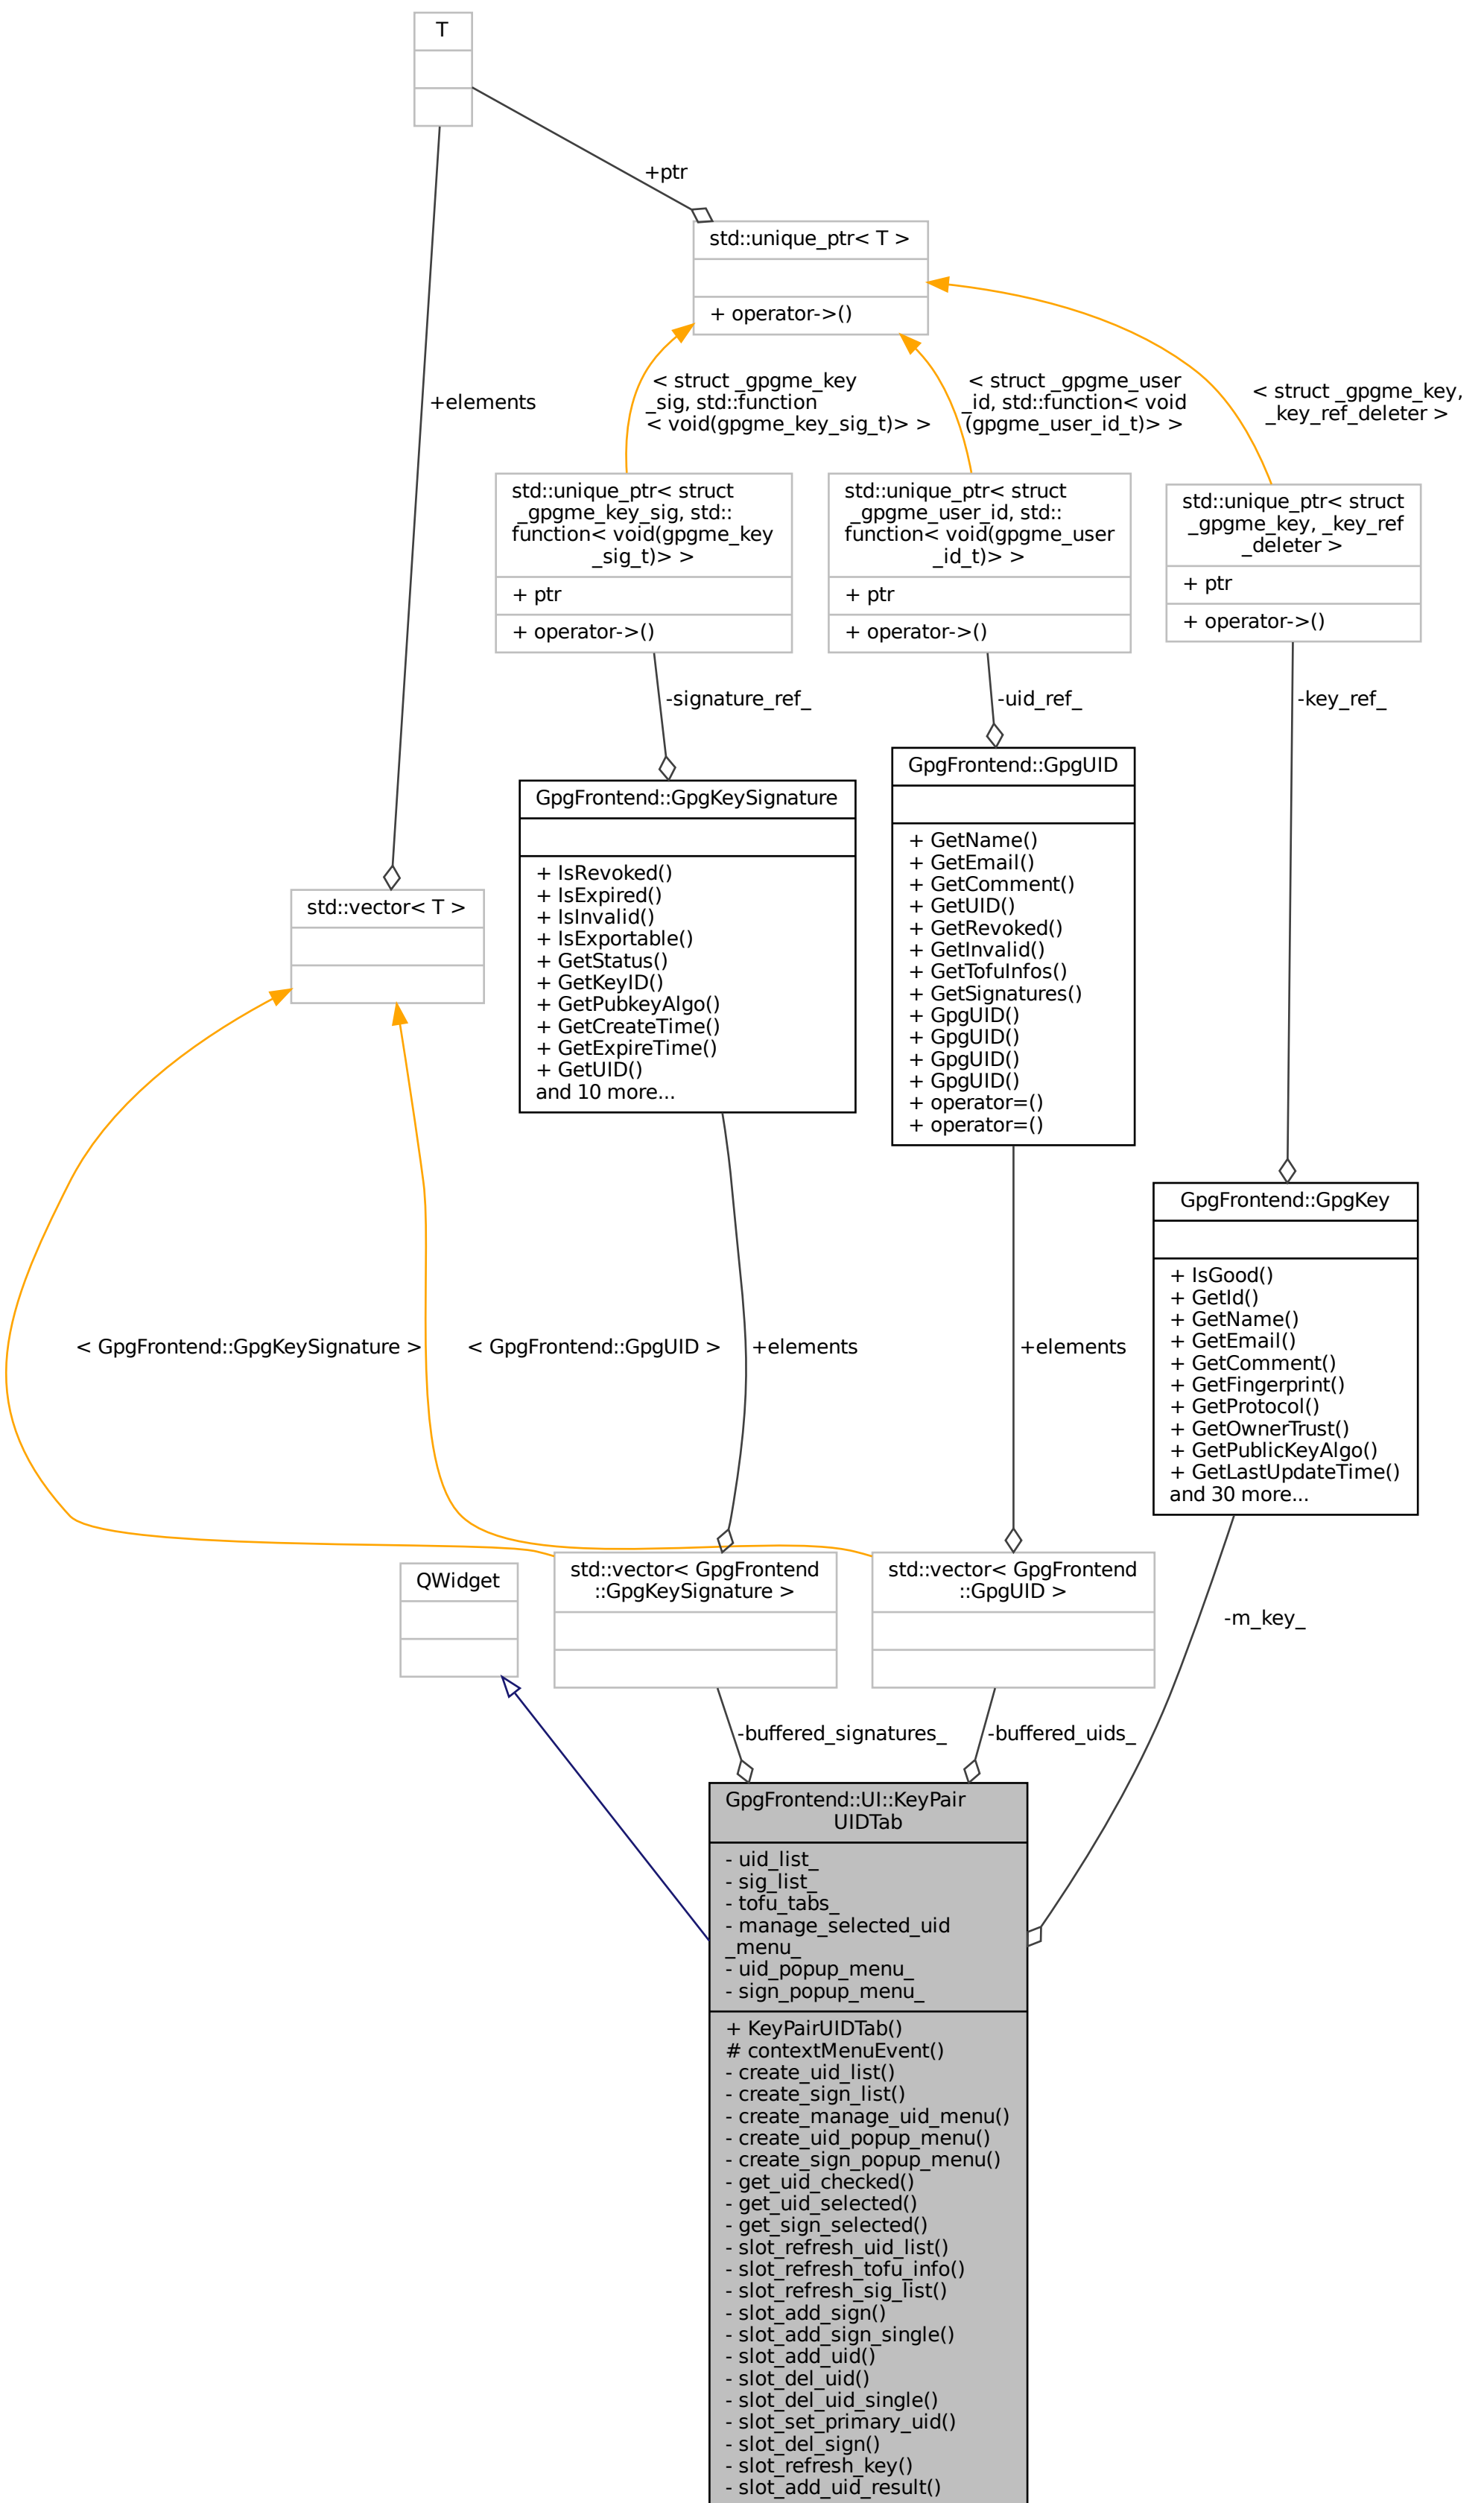 T
+ptr
std::unique_ptr< T >
+ operator->()
+elements
< struct _gpgme_key
_sig, std::function
< void(gpgme_key_sig_t)> >
< struct _gpgme_user
_id, std::function< void
(gpgme_user_id_t)> >
< struct _gpgme_key,
_key_ref_deleter >
std::unique_ptr< struct
_gpgme_key_sig, std::
function< void(gpgme_key
_sig_t)> >
+ ptr
+ operator->()
std::unique_ptr< struct
_gpgme_user_id, std::
function< void(gpgme_user
_id_t)> >
+ ptr
+ operator->()
std::unique_ptr< struct
_gpgme_key, _key_ref
_deleter >
+ ptr
+ operator->()
-signature_ref_
-uid_ref_
-key_ref_
GpgFrontend::GpgKeySignature
+ IsRevoked()
+ IsExpired()
+ IsInvalid()
+ IsExportable()
+ GetStatus()
+ GetKeyID()
+ GetPubkeyAlgo()
+ GetCreateTime()
+ GetExpireTime()
+ GetUID()
and 10 more...
GpgFrontend::GpgUID
+ GetName()
+ GetEmail()
+ GetComment()
+ GetUID()
+ GetRevoked()
+ GetInvalid()
+ GetTofuInfos()
+ GetSignatures()
+ GpgUID()
+ GpgUID()
+ GpgUID()
+ GpgUID()
+ operator=()
+ operator=()
std::vector< T >
GpgFrontend::GpgKey
+ IsGood()
+ GetId()
+ GetName()
+ GetEmail()
+ GetComment()
+ GetFingerprint()
+ GetProtocol()
+ GetOwnerTrust()
+ GetPublicKeyAlgo()
+ GetLastUpdateTime()
and 30 more...
< GpgFrontend::GpgKeySignature >
< GpgFrontend::GpgUID >
+elements
+elements
QWidget
std::vector< GpgFrontend
::GpgKeySignature >
std::vector< GpgFrontend
::GpgUID >
-m_key_
-buffered_signatures_
-buffered_uids_
GpgFrontend::UI::KeyPair
UIDTab
- uid_list_
- sig_list_
- tofu_tabs_
- manage_selected_uid
_menu_
- uid_popup_menu_
- sign_popup_menu_
+ KeyPairUIDTab()
# contextMenuEvent()
- create_uid_list()
- create_sign_list()
- create_manage_uid_menu()
- create_uid_popup_menu()
- create_sign_popup_menu()
- get_uid_checked()
- get_uid_selected()
- get_sign_selected()
- slot_refresh_uid_list()
- slot_refresh_tofu_info()
- slot_refresh_sig_list()
- slot_add_sign()
- slot_add_sign_single()
- slot_add_uid()
- slot_del_uid()
- slot_del_uid_single()
- slot_set_primary_uid()
- slot_del_sign()
- slot_refresh_key()
- slot_add_uid_result()